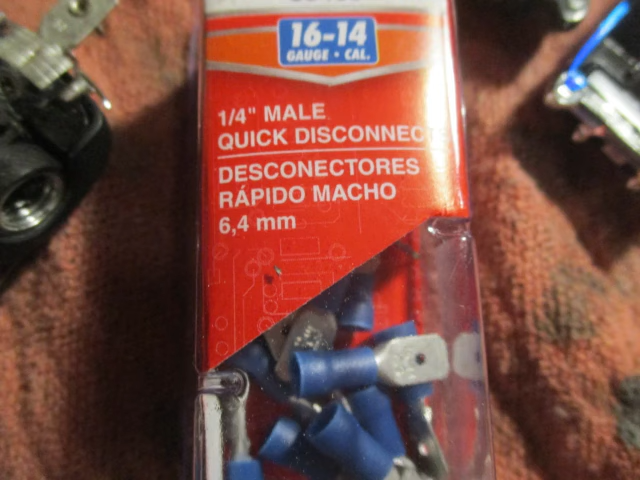 16-14
GAUGE • CAL.
1/4" MALE
QUICK DISCONNECTS
DESCONECTORES
RÁPIDO MACHO
6,4 mm